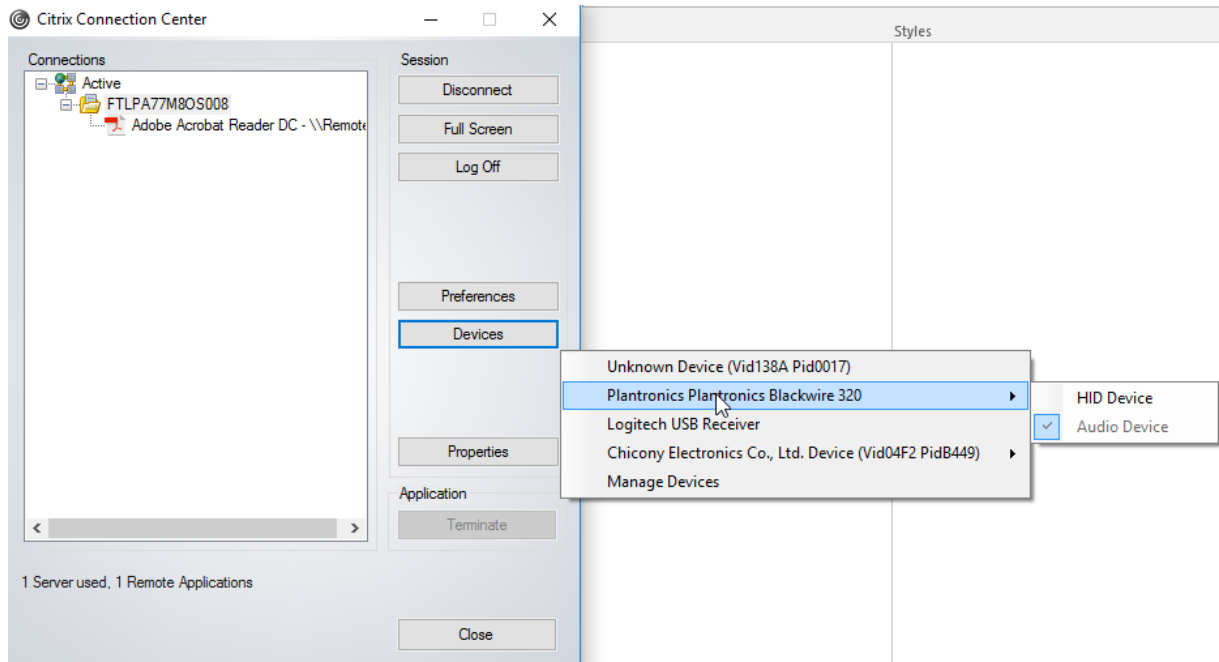 Citrix Connection Center
Styles
Connections
Active
FTLPA77M8OS008
Adobe Acrobat Reader DC - \\Remote
Session
Disconnect
Full Screen
Log Off
Preferences
Devices
Unknown Device (Vid138A Pid0017)
Plantronics Plantronics Blackwire 320
Logitech USB Receiver
Chicony Electronics Co., Ltd. Device (Vid04F2 PidB449)
Manage Devices
HID Device
Audio Device
Properties
Application
Terminate
1 Server used, 1 Remote Applications
Close